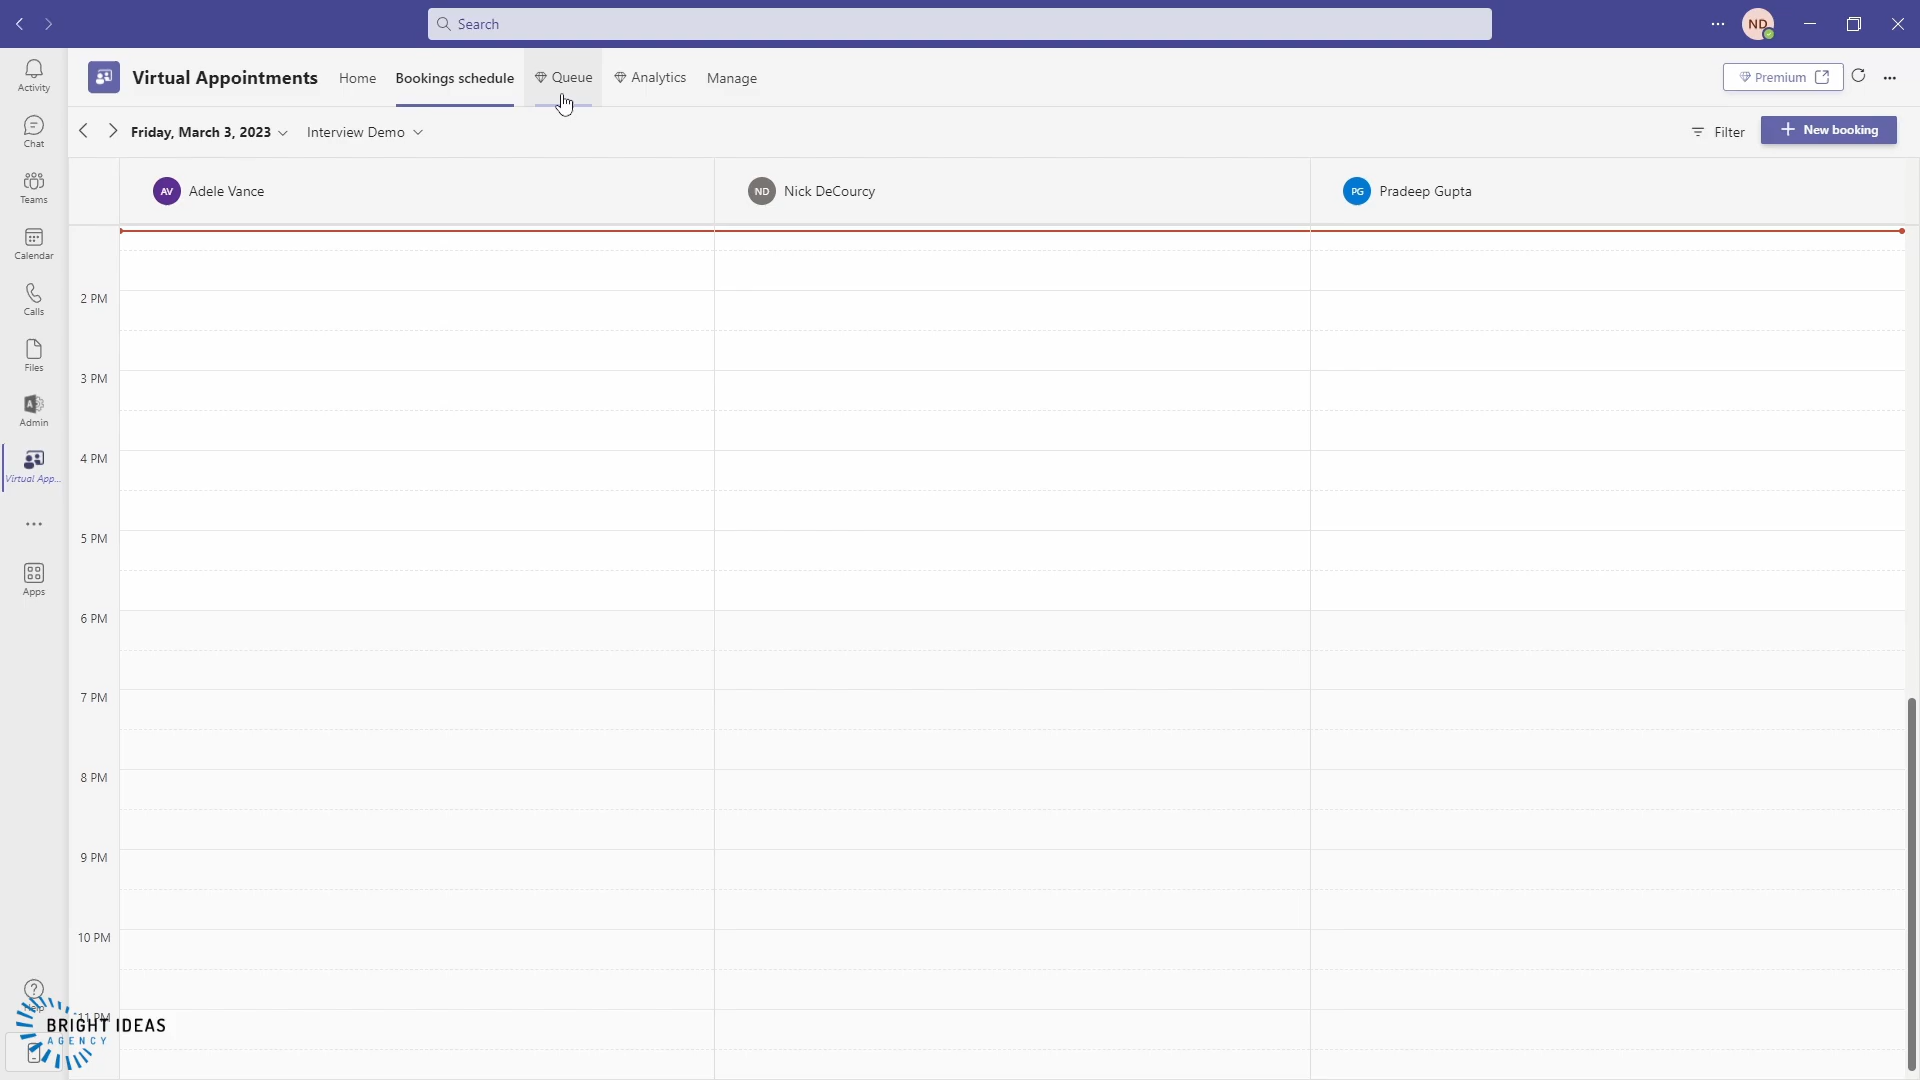 Search
ND
Activity
Chat
Teams
Calendar
Calls
Files
Admin
Virtual App...
Apps
Help
Virtual Appointments Home Bookings schedule Queue Analytics Manage
Premium
Friday, March 3, 2023 Interview Demo
Filter New booking
AV Adele Vance
ND Nick DeCourcy
PG Pradeep Gupta
2 PM
3 PM
4 PM
5 PM
6 PM
7 PM
8 PM
9 PM
10 PM
11 PM
BRIGHT IDEAS
AGENCY